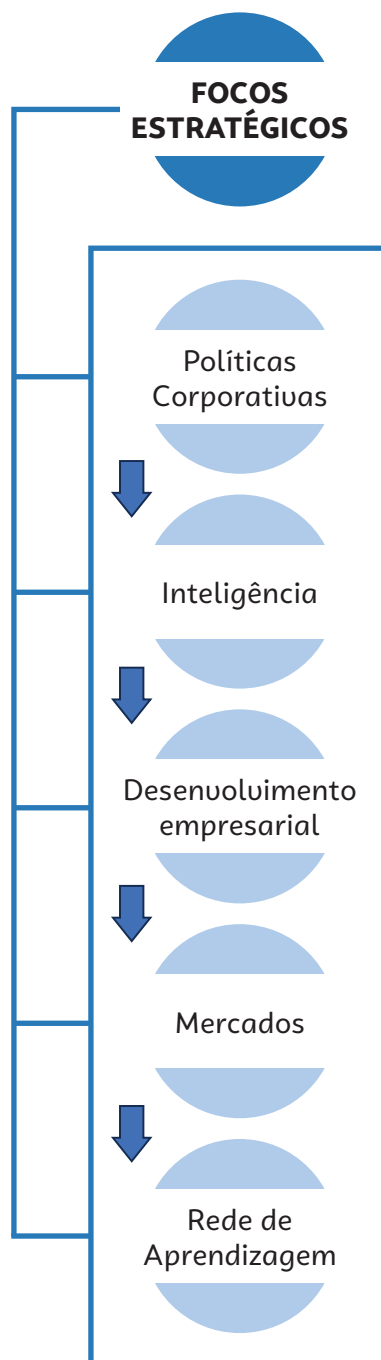 FOCOS
ESTRATÉGICOS
Políticas
Corporativas
Inteligência
Desenvolvimento
empresarial
Mercados
Rede de
Aprendizagem